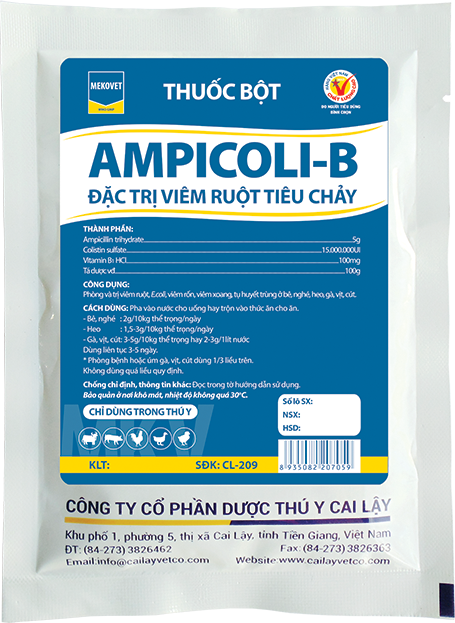 MEKOVET
THUỐC BỘT
HÀNG VIỆT NAM
CHẤT LƯỢNG CAO
DO NGƯỜI TIÊU DÙNG
BÌNH CHỌN
AMPICOLI-B
ĐẶC TRỊ VIÊM RUỘT TIÊU CHẢY
THÀNH PHẦN:
Ampicillin trihydrate.....5g
Colistin sulfate.....15.000.000UI
Vitamin B1 HCl.....100mg
Tá dược vđ.....100g
CÔNG DỤNG:
Phòng và trị viêm ruột, E.coli, viêm rốn, viêm xoang, tụ huyết trùng ở bê, nghé, heo, gà, vịt, cút.
CÁCH DÙNG: Pha vào nước cho uống hay trộn vào thức ăn cho ăn.
- Bê, nghé : 2g/10kg thể trọng/ngày
- Heo : 1,5-3g/10kg thể trọng/ngày
- Gà, vịt, cút: 3-5g/10kg thể trọng hay 2-3g/1lít nước
Dùng liên tục 3-5 ngày.
* Phòng bệnh hoặc úm gà, vịt, cút dùng 1/3 liều trên.
Không dùng quá liều quy định.
Chống chỉ định, thông tin khác: Đọc trong tờ hướng dẫn sử dụng.
Bảo quản ở nơi khô mát, nhiệt độ không quá 30°C.
MKV
CHỈ DÙNG TRONG THÚ Y
Số lô SX:
NSX:
HSD:
8 935082 207059
KLT: SĐK: CL-209
CÔNG TY CỔ PHẦN DƯỢC THÚ Y CAI LẬY
Khu phố 1, phường 5, thị xã Cai Lậy, tỉnh Tiền Giang, Việt Nam
ĐT: (84-273) 3826462 Fax: (84-273) 3826363
Email:info@cailayvetco.com Website:www.cailayvetco.com